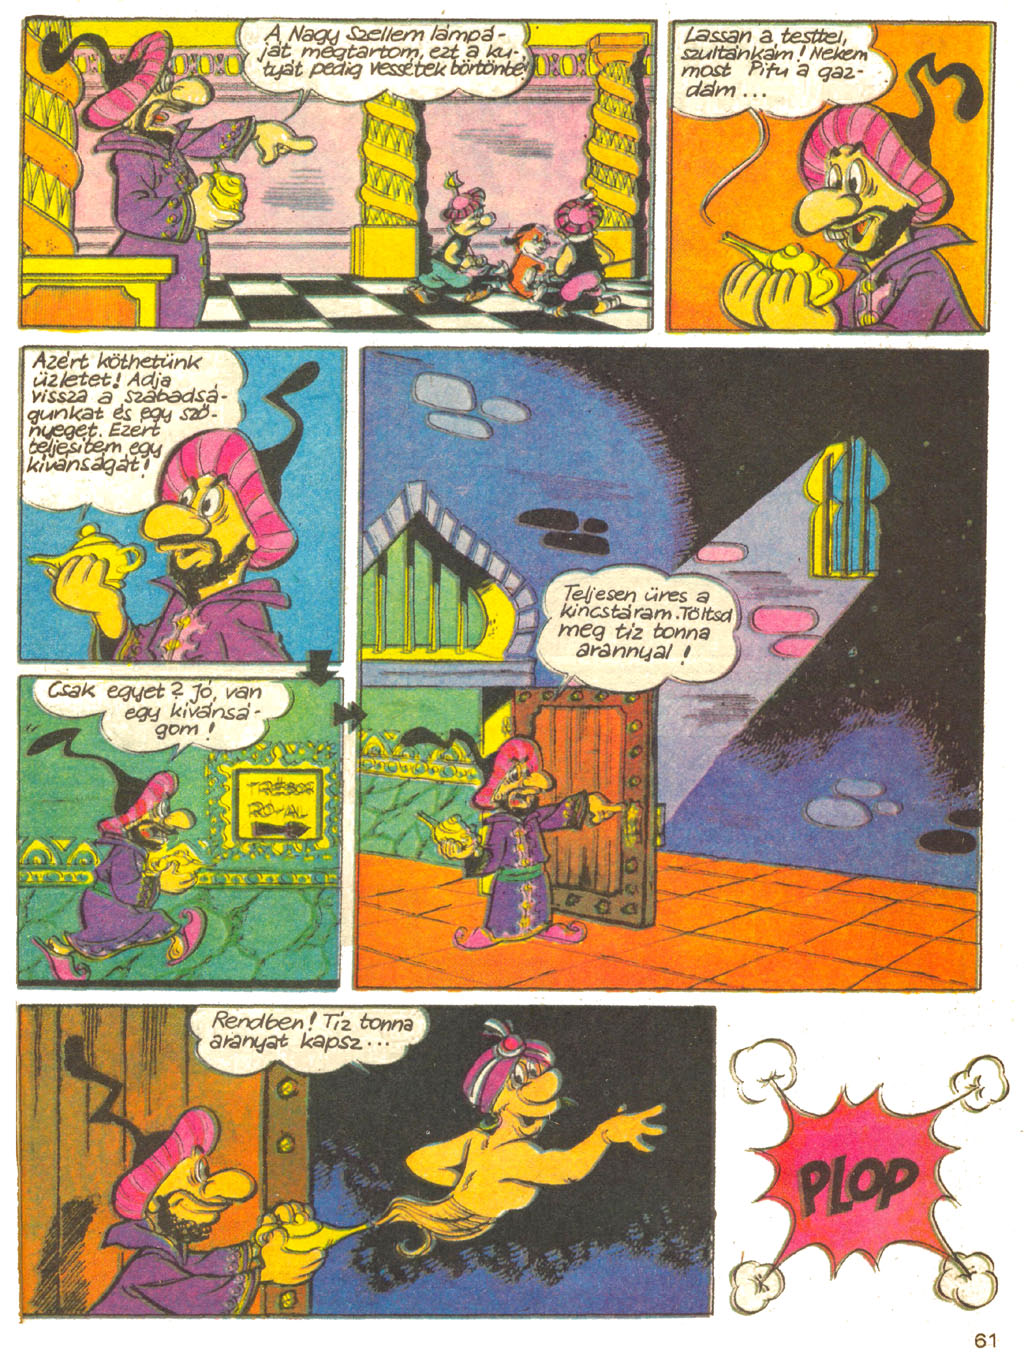 A Nagy Szellem lámpá-
ját megtartom, ezt a ku-
tyát pedig vessétek börtönbe!
Lassan a testtel,
szultánkám! Nekem
most Pifu a gaz-
dám...
Azért köthetünk
üzletet! Adja
vissza a szabadsá-
gunkat és egy sző-
nyeget. Ezért
teljesítem egy
kívánságát!
Csak egyet? Jó, van
egy kívánsá-
gom!
TRÉSOR
ROYAL
Teljesen üres a
kincstáram. Töltsd
meg tíz tonna
arannyal!
Rendben! Tíz tonna
aranyat kapsz...
PLOP
61